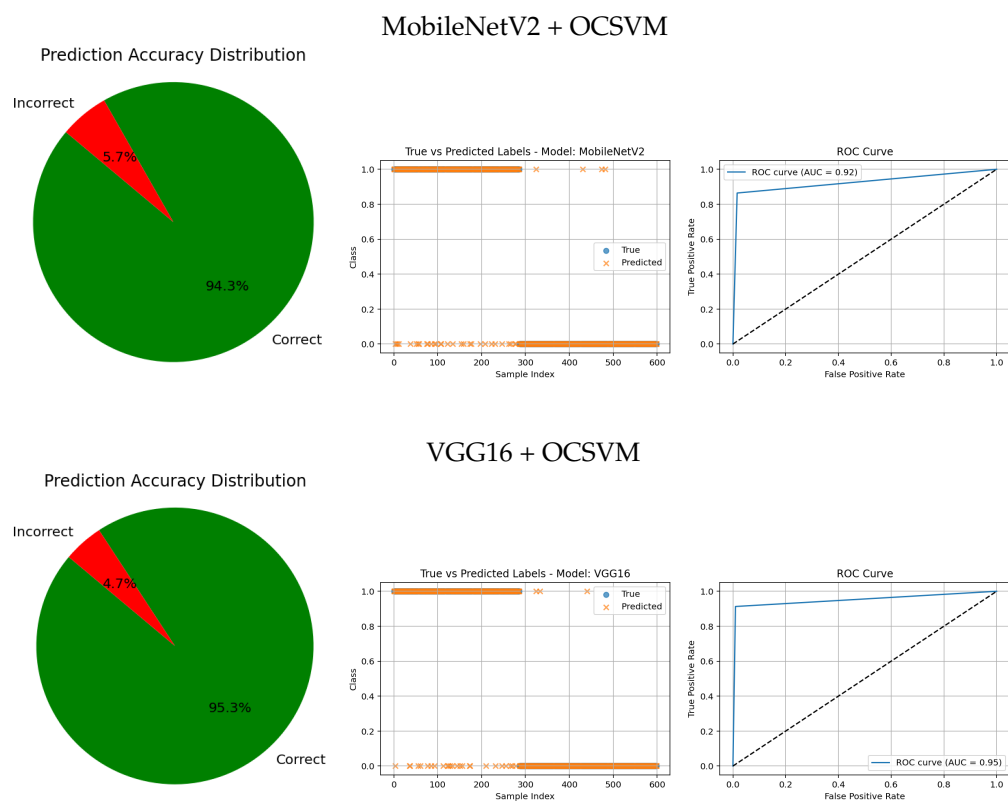 MobileNetV2 + OCSVM
Prediction Accuracy Distribution
Incorrect
5.7%
94.3%
Correct
True vs Predicted Labels - Model: MobileNetV2
1.0
0.8
0.6
0.4
0.2
0.0
Class
True
Predicted
0 100 200 300 400 500 600
Sample Index
ROC Curve
ROC curve (AUC = 0.92)
1.0
0.8
0.6
0.4
0.2
0.0
True Positive Rate
0.0 0.2 0.4 0.6 0.8 1.0
False Positive Rate
VGG16 + OCSVM
Prediction Accuracy Distribution
Incorrect
4.7%
95.3%
Correct
True vs Predicted Labels - Model: VGG16
1.0
0.8
0.6
0.4
0.2
0.0
Class
True
Predicted
0 100 200 300 400 500 600
Sample Index
ROC Curve
1.0
0.8
0.6
0.4
0.2
0.0
True Positive Rate
ROC curve (AUC = 0.95)
0.0 0.2 0.4 0.6 0.8 1.0
False Positive Rate